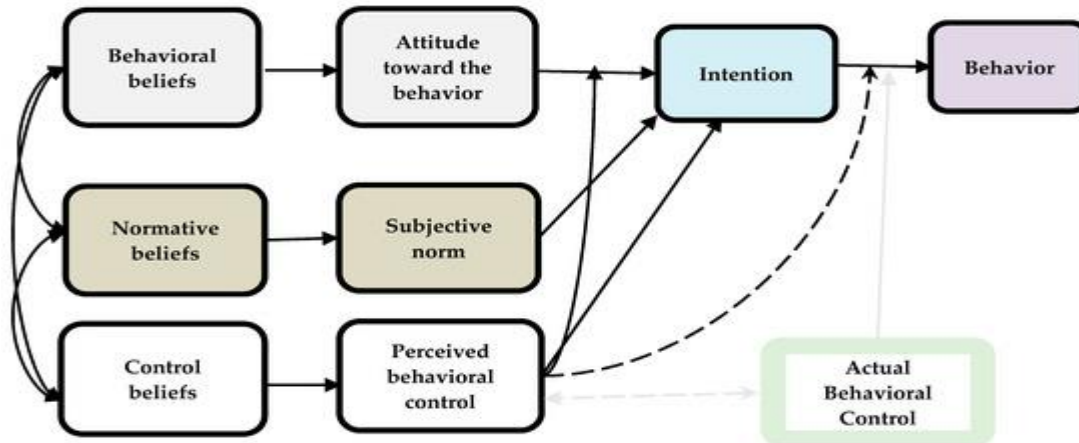 Behavioral
beliefs
Attitude
toward the
behavior
Intention
Behavior
Normative
beliefs
Subjective
norm
Control
beliefs
Perceived
behavioral
control
Actual
Behavioral
Control